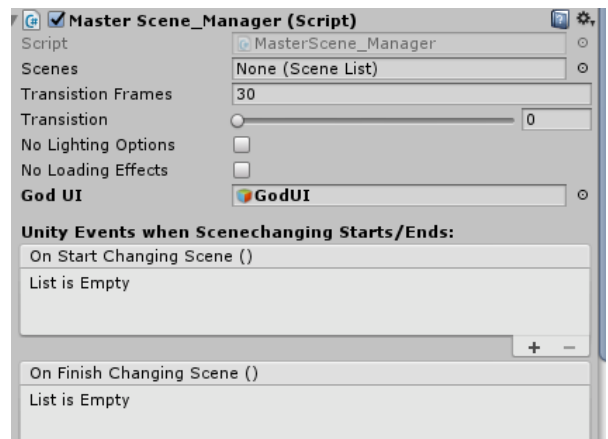 Master Scene_Manager (Script)
Script MasterScene_Manager
Scenes None (Scene List)
Transistion Frames 30
Transistion 0
No Lighting Options
No Loading Effects
God UI GodUI
Unity Events when Scenechanging Starts/Ends:
On Start Changing Scene ()
List is Empty
+ −
On Finish Changing Scene ()
List is Empty